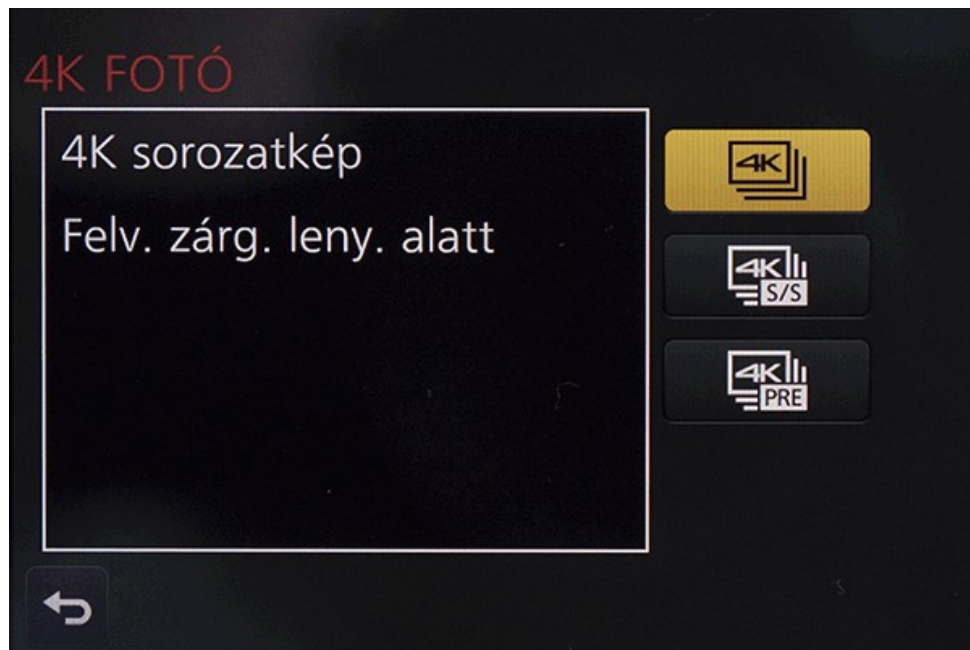 4K FOTÓ
4K sorozatkép
Felv. zárg. leny. alatt
4K
4K
S/S
4K
PRE